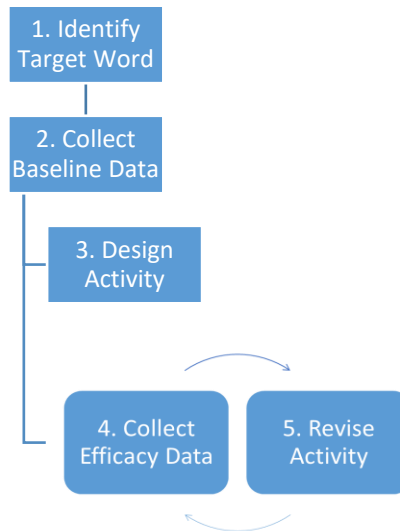 1. Identify
Target Word
2. Collect
Baseline Data
3. Design
Activity
4. Collect
Efficacy Data
5. Revise
Activity